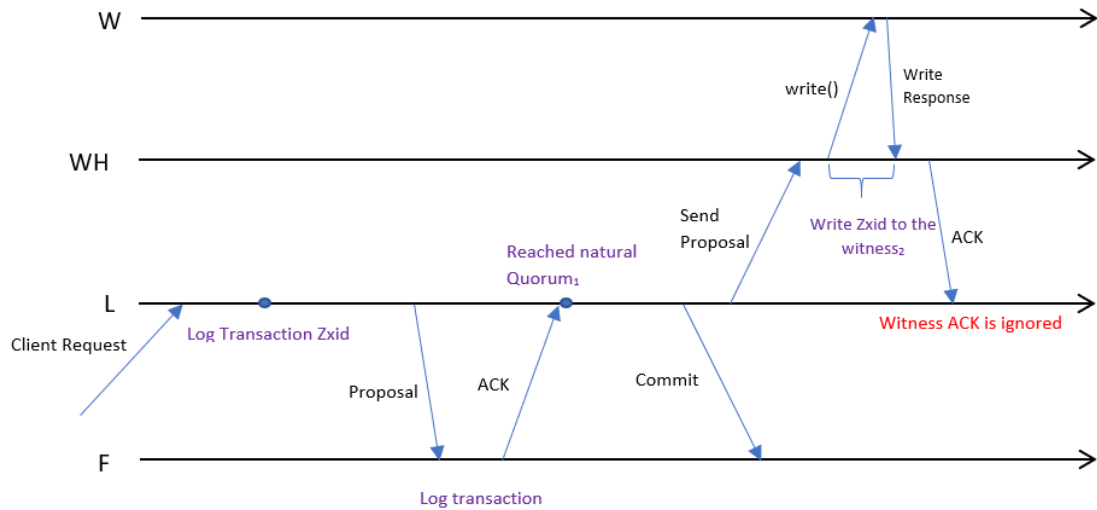 W
write()
Write
Response
WH
Send
Proposal
Write Zxid to the
witness₂
ACK
Reached natural
Quorum₁
L
Log Transaction Zxid
Witness ACK is ignored
Client Request
Proposal
ACK
Commit
F
Log transaction